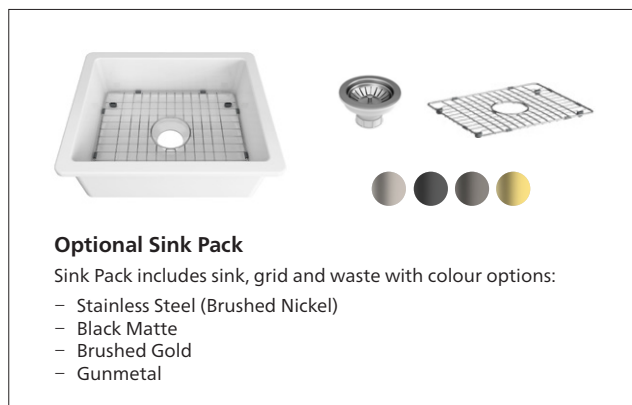 Optional Sink Pack
Sink Pack includes sink, grid and waste with colour options:
– Stainless Steel (Brushed Nickel)
– Black Matte
– Brushed Gold
– Gunmetal